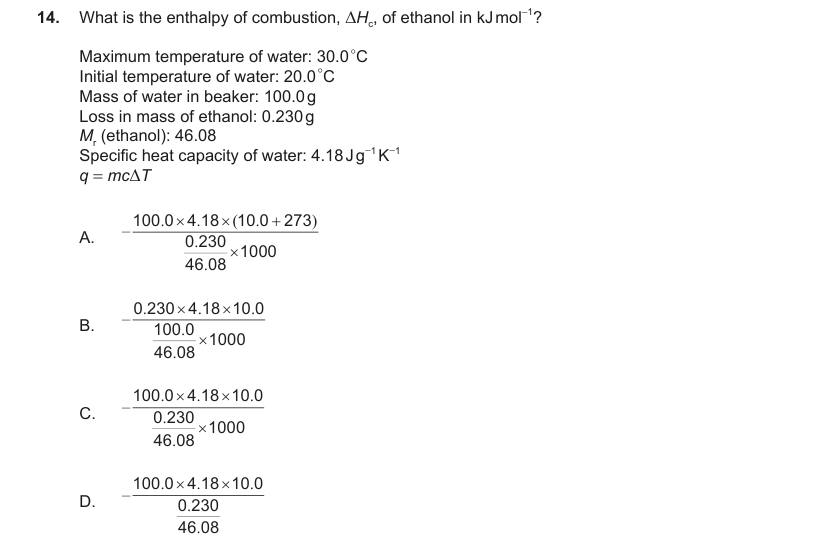 14. What is the enthalpy of combustion, ΔHc, of ethanol in kJ mol⁻¹?
Maximum temperature of water: 30.0°C
Initial temperature of water: 20.0°C
Mass of water in beaker: 100.0 g
Loss in mass of ethanol: 0.230 g
Mr (ethanol): 46.08
Specific heat capacity of water: 4.18 J g⁻¹ K⁻¹
q = mcΔT
100.0 × 4.18 × (10.0 + 273)
A. −
0.230
× 1000
46.08
0.230 × 4.18 × 10.0
B. −
100.0
× 1000
46.08
100.0 × 4.18 × 10.0
C. −
0.230
× 1000
46.08
100.0 × 4.18 × 10.0
D. −
0.230
46.08